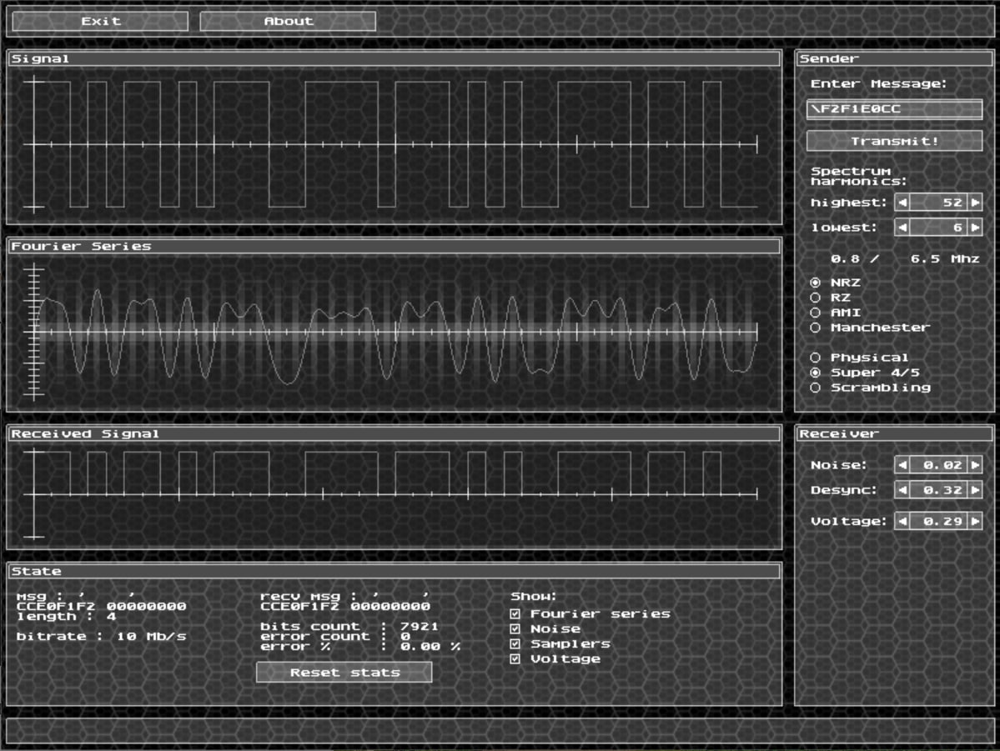 Exit
About
Signal
Fourier Series
Received Signal
State
msg : '      '
CCE0F1F2 00000000
length : 4
bitrate : 10 Mb/s
recv msg : '      '
CCE0F1F2 00000000
bits count : 7921
error count : 0
error % : 0.00 %
Reset stats
Show:
Fourier series
Noise
Samplers
Voltage
Sender
Enter Message:
\F2F1E0CC
Transmit!
Spectrum
harmonics:
highest: 52
lowest: 6
0.8 / 6.5 Mhz
NRZ
RZ
AMI
Manchester
Physical
Super 4/5
Scrambling
Receiver
Noise: 0.02
Desync: 0.32
Voltage: 0.29